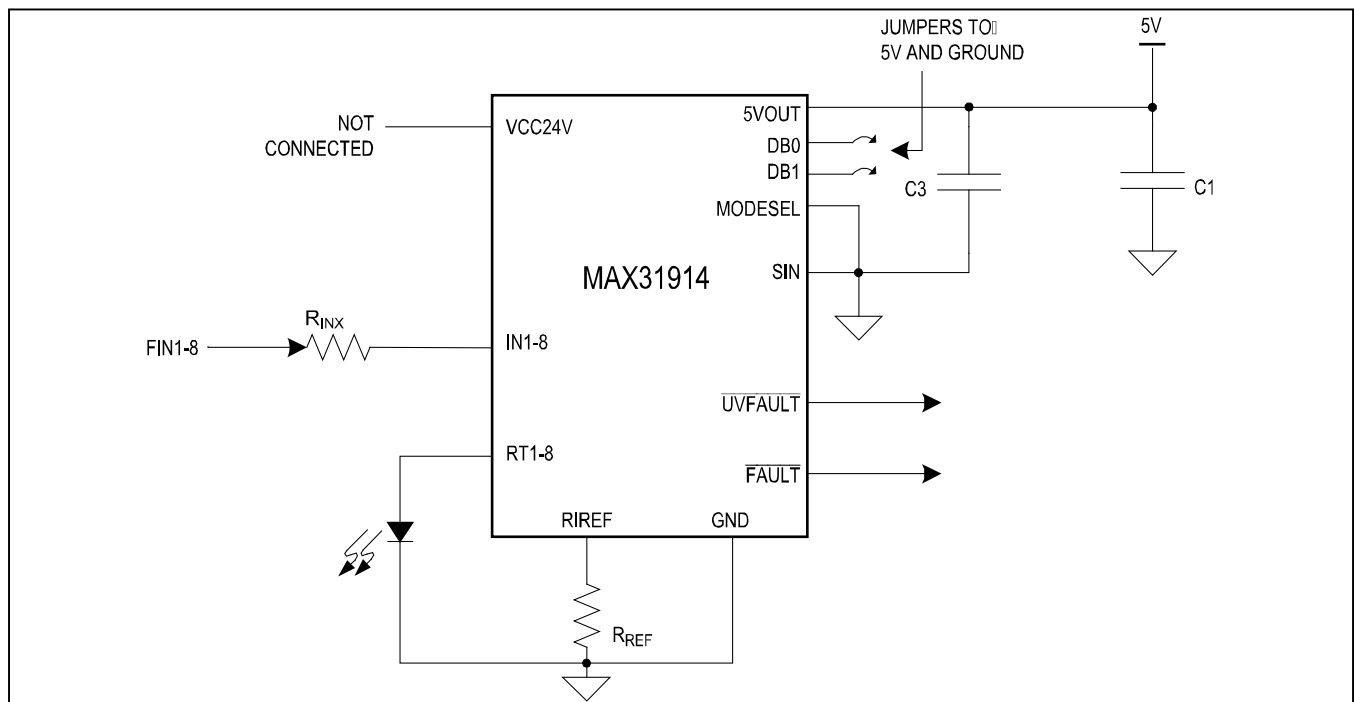 JUMPERS TO▯
5V AND GROUND
5V
NOT
CONNECTED
VCC24V
5VOUT
DB0
DB1
MODESEL
C3
C1
SIN
MAX31914
RINX
FIN1-8
IN1-8
UVFAULT
RT1-8
FAULT
RIREF
GND
RREF